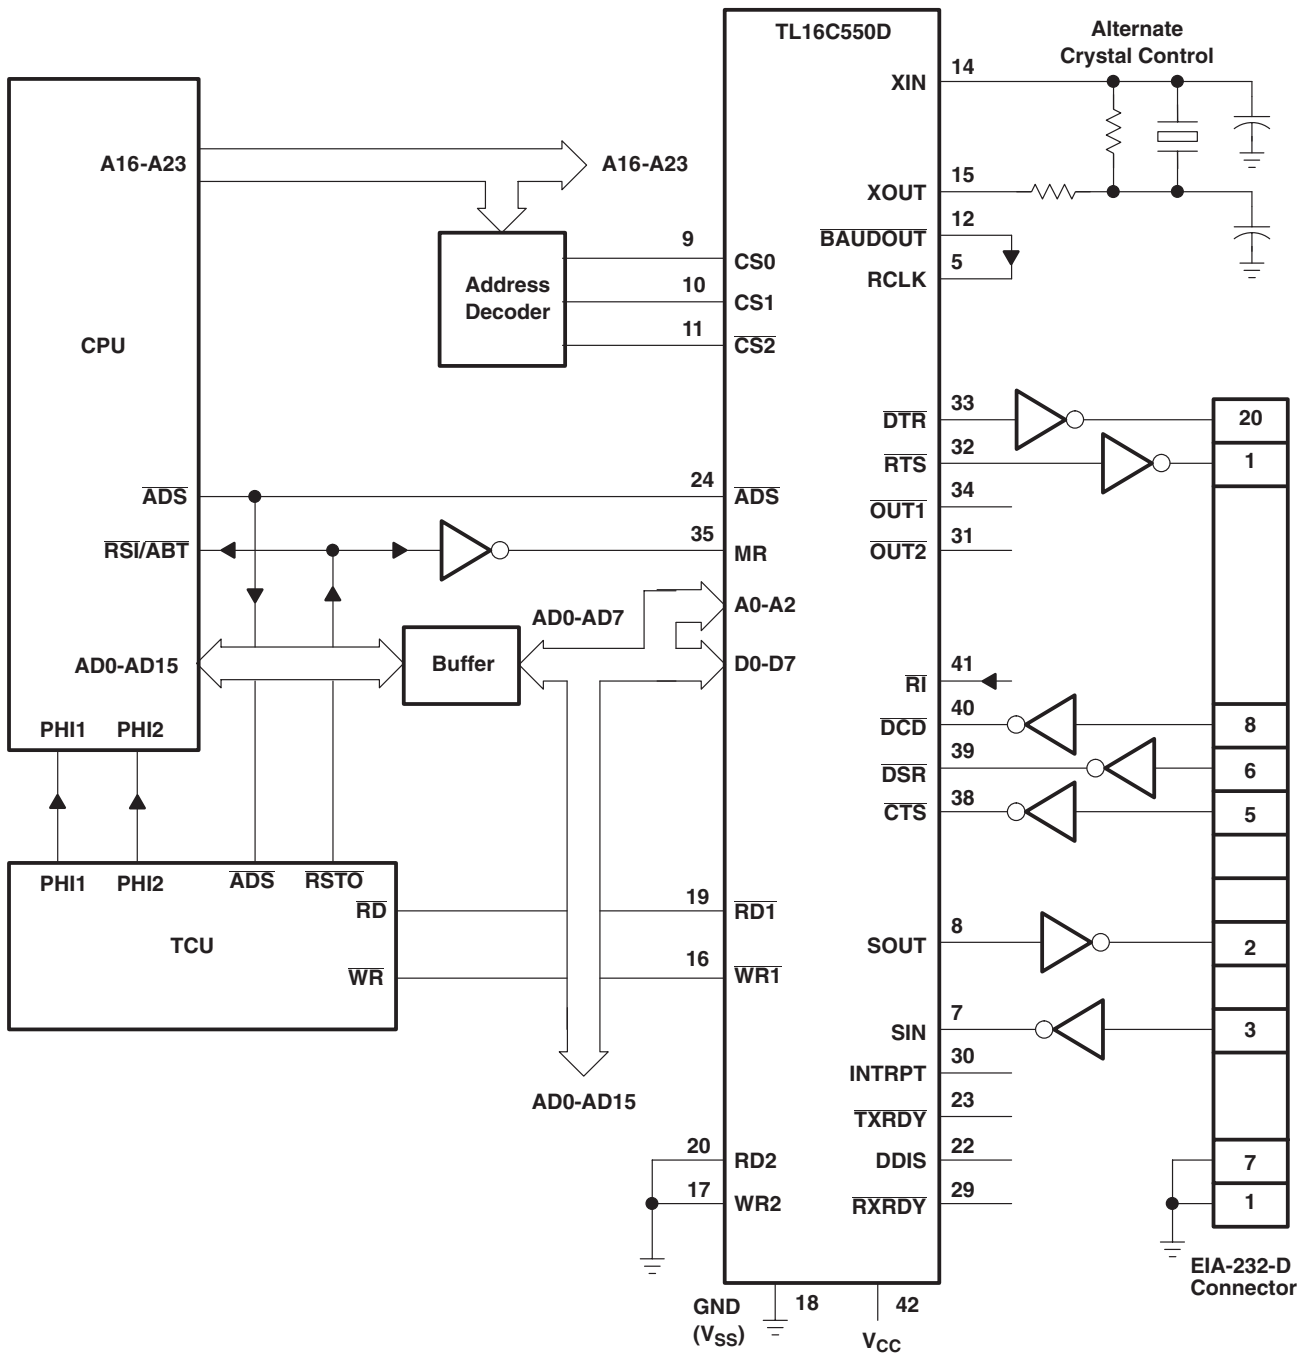 TL16C550D
Alternate
Crystal Control
XIN
14
A16-A23
A16-A23
XOUT
15
BAUDOUT
12
RCLK
5
Address
Decoder
9
CS0
10
CS1
11
CS2
CPU
DTR
33
20
RTS
32
1
ADS
24
ADS
OUT1
34
RSI/ABT
35
MR
OUT2
31
AD0-AD7
A0-A2
AD0-AD15
Buffer
D0-D7
RI
41
PHI1
PHI2
DCD
40
8
DSR
39
6
CTS
38
5
PHI1
PHI2
ADS
RSTO
RD
19
RD1
TCU
SOUT
8
2
WR
16
WR1
SIN
7
3
INTRPT
30
AD0-AD15
TXRDY
23
20
RD2
DDIS
22
7
17
WR2
RXRDY
29
1
EIA-232-D
Connector
GND
(VSS)
18
42
VCC